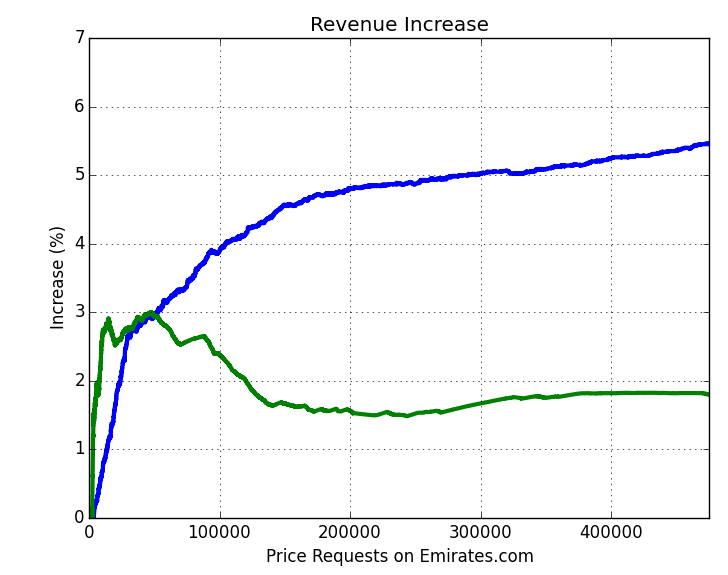 Revenue Increase
7
6
5
4
3
2
1
0
Increase (%)
0 100000 200000 300000 400000
Price Requests on Emirates.com